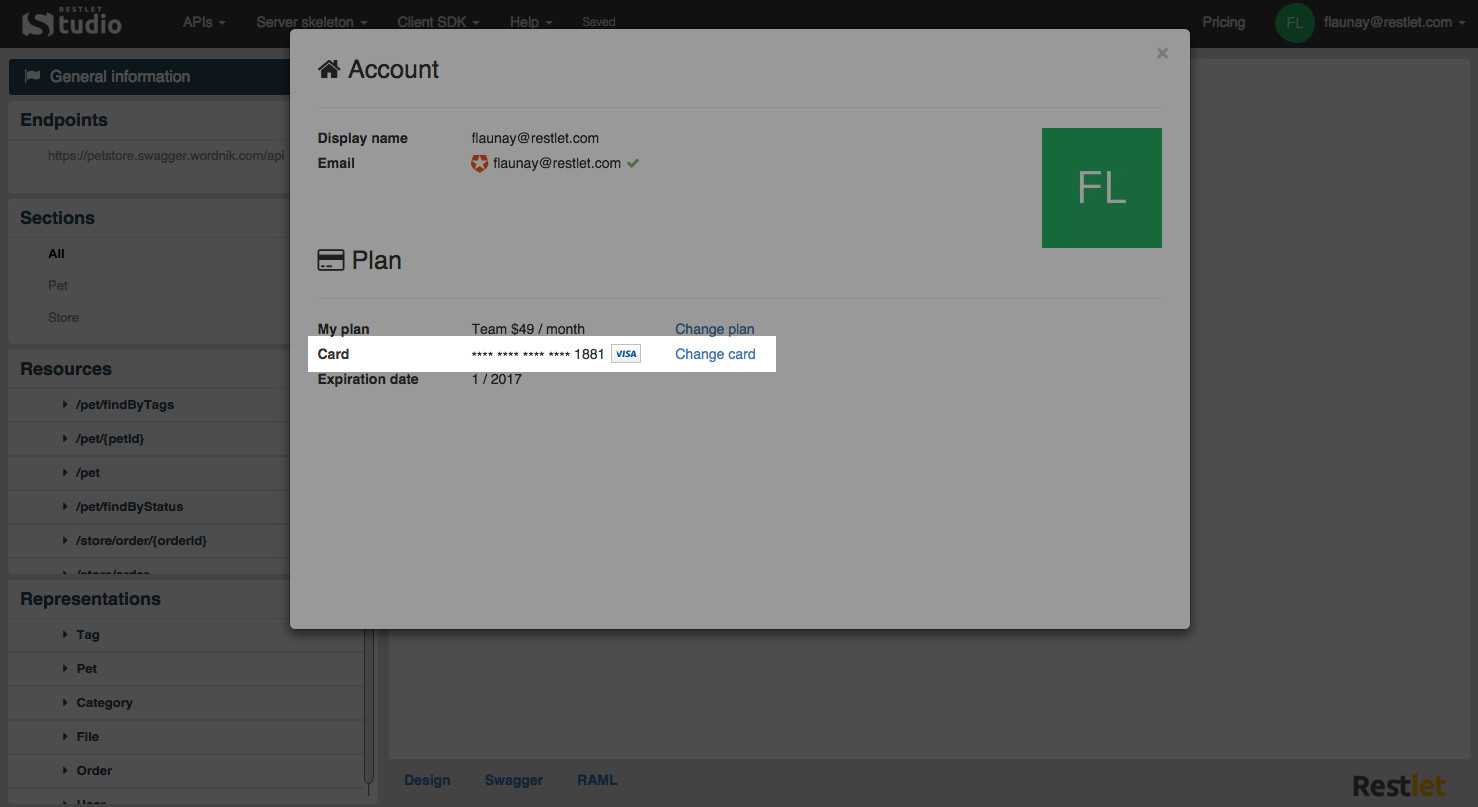 RESTLET
Studio
APIs
Server skeleton
Client SDK
Help
Saved
Pricing
FL
flaunay@restlet.com
General information
Endpoints
https://petstore.swagger.wordnik.com/api
Sections
All
Pet
Store
Resources
/pet/findByTags
/pet/{petId}
/pet
/pet/findByStatus
/store/order/{orderId}
/store/order
Representations
Tag
Pet
Category
File
Order
User
×
Account
Display name flaunay@restlet.com
Email flaunay@restlet.com
FL
Plan
My plan Team $49 / month Change plan
Card **** **** **** **** 1881 VISA Change card
Expiration date 1 / 2017
Design Swagger RAML
Restlet